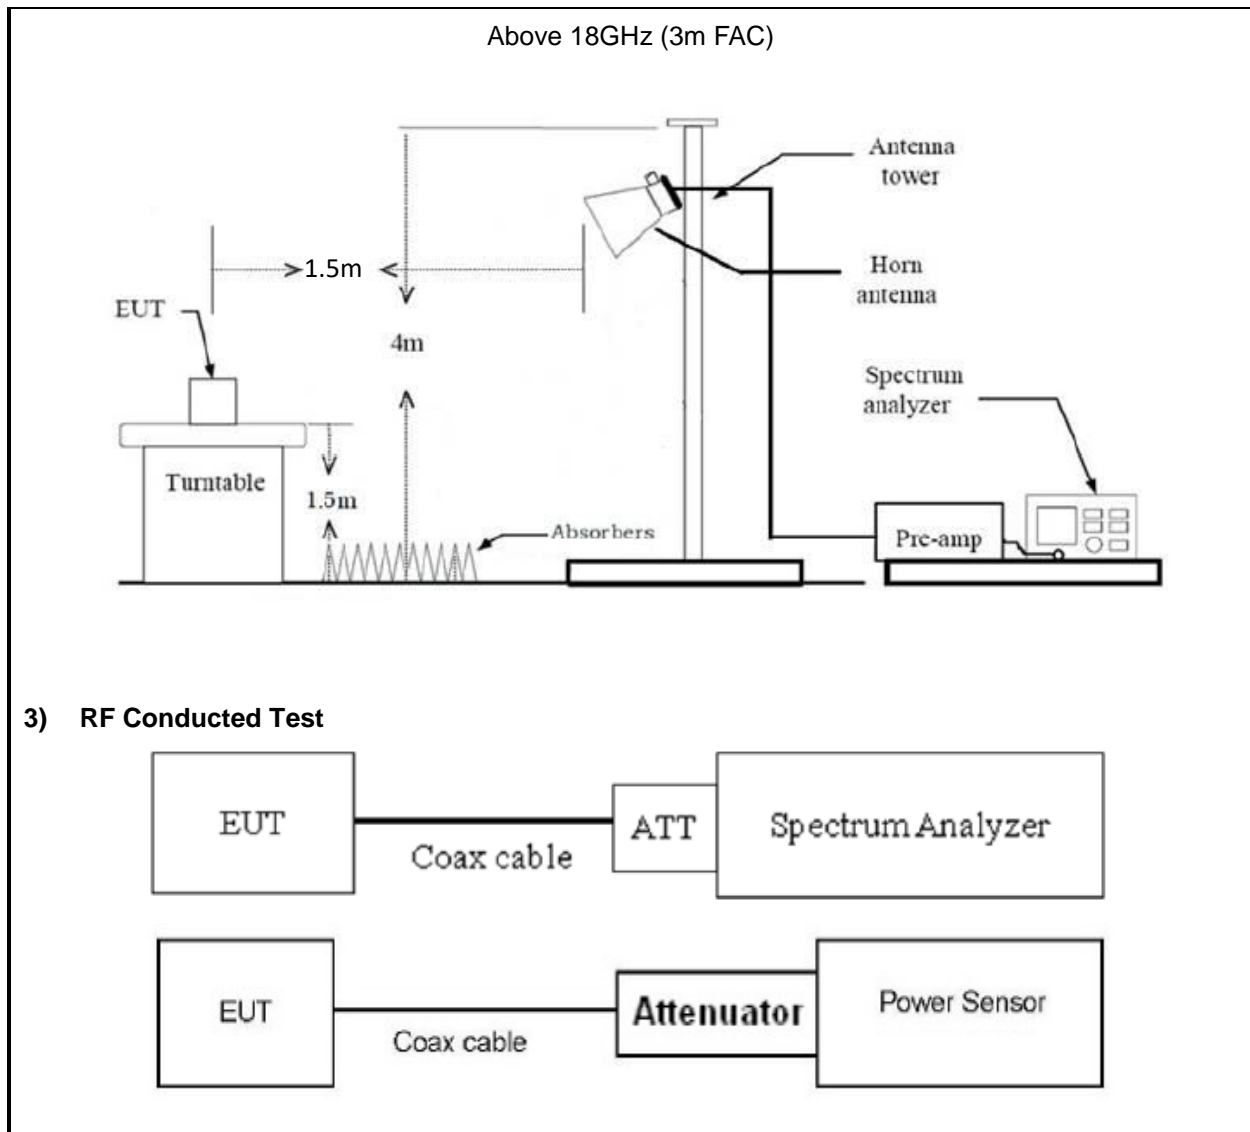 Above 18GHz (3m FAC)
Antenna
tower
1.5m
Horn
antenna
EUT
4m
Spectrum
analyzer
Turntable
1.5m
Absorbers
Pre-amp
3) RF Conducted Test
EUT
Coax cable
ATT
Spectrum Analyzer
EUT
Coax cable
Attenuator
Power Sensor